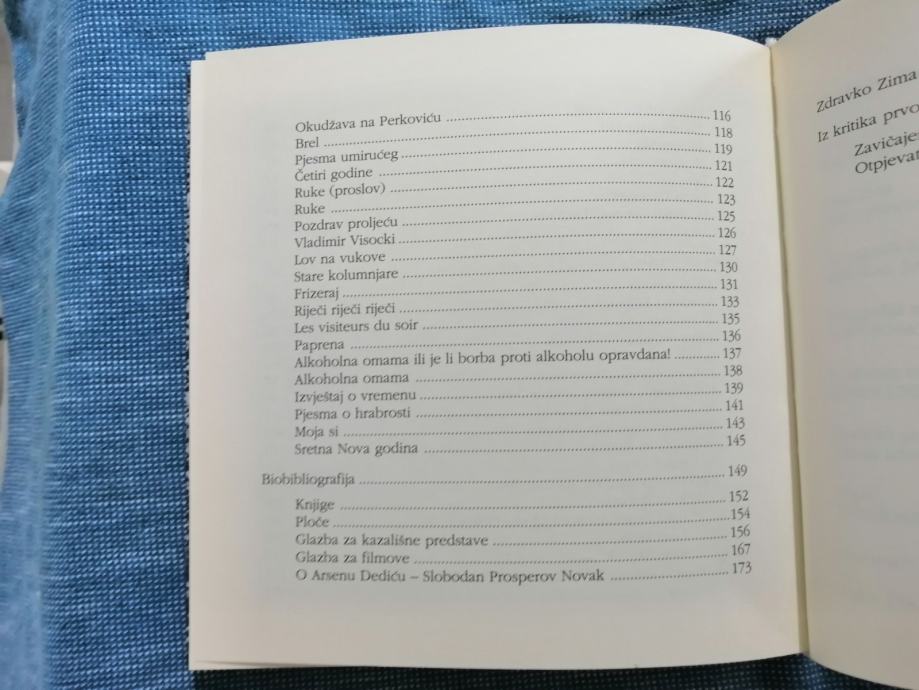 Okudžava na Perkoviću ........ 116
Brel ........ 118
Pjesma umirućeg ........ 119
Četiri godine ........ 121
Ruke (proslov) ........ 122
Ruke ........ 123
Pozdrav proljeću ........ 125
Vladimir Visocki ........ 126
Lov na vukove ........ 127
Stare kolumnjare ........ 130
Frizeraj ........ 131
Riječi riječi riječi ........ 133
Les visiteurs du soir ........ 135
Paprena ........ 136
Alkoholna omama ili je li borba proti alkoholu opravdana! ........ 137
Alkoholna omama ........ 138
Izvještaj o vremenu ........ 139
Pjesma o hrabrosti ........ 141
Moja si ........ 143
Sretna Nova godina ........ 145
Biobibliografija ........ 149
Knjige ........ 152
Ploče ........ 154
Glazba za kazališne predstave ........ 156
Glazba za filmove ........ 167
O Arsenu Dediću – Slobodan Prosperov Novak ........ 173
Zdravko Zima
Iz kritika prvo
Zavičaje
Otpjevat